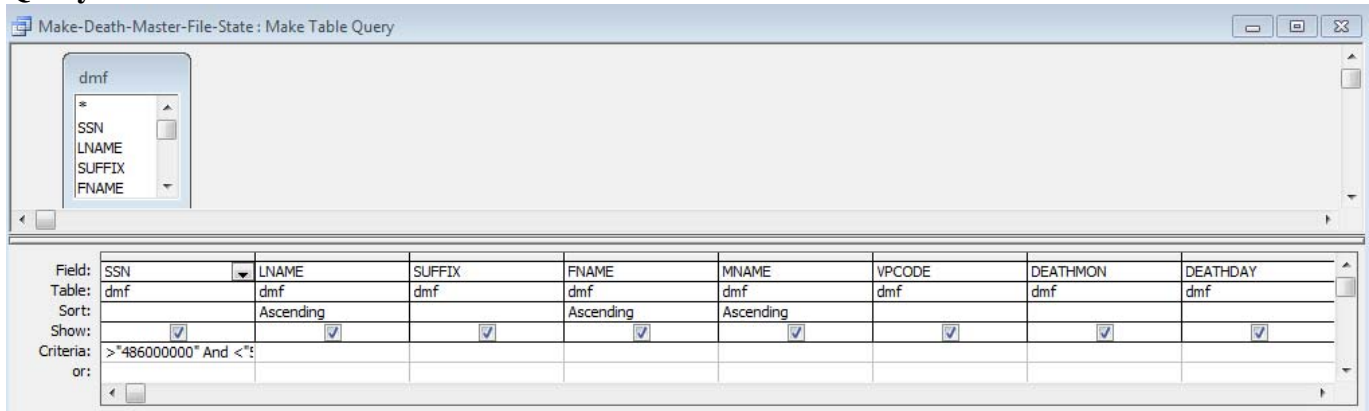 Make-Death-Master-File-State : Make Table Query
dmf
*
SSN
LNAME
SUFFIX
FNAME
Field: SSN LNAME SUFFIX FNAME MNAME VPCODE DEATHMON DEATHDAY
Table: dmf dmf dmf dmf dmf dmf dmf dmf
Sort: Ascending Ascending Ascending
Show:
Criteria: >"486000000" And <"
or: